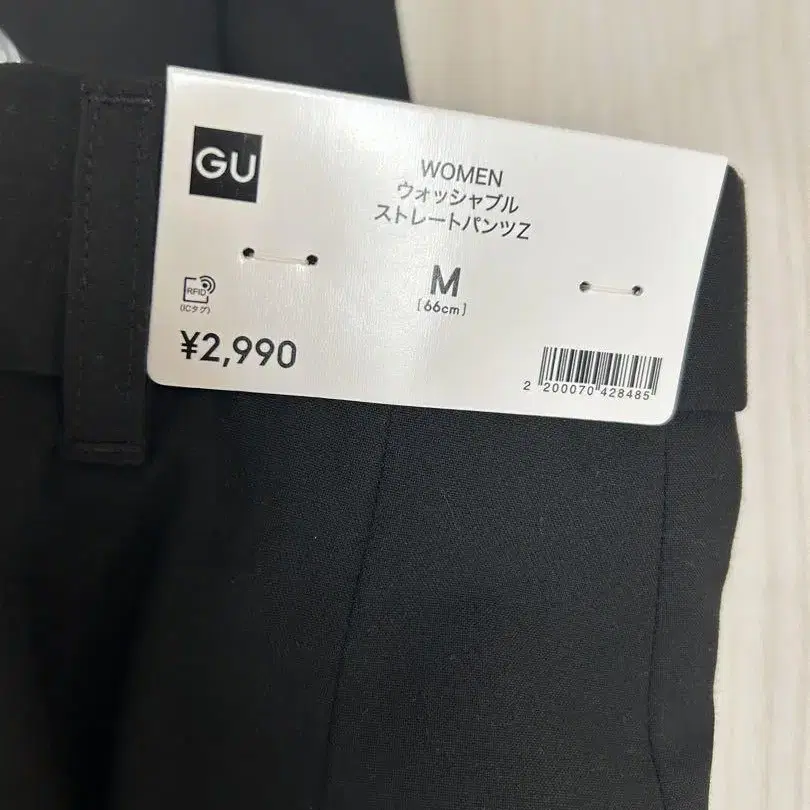 GU
WOMEN
ウォッシャブル
ストレートパンツZ
M
[66cm]
RFID
(ICタグ)
¥2,990
2 200070 428485